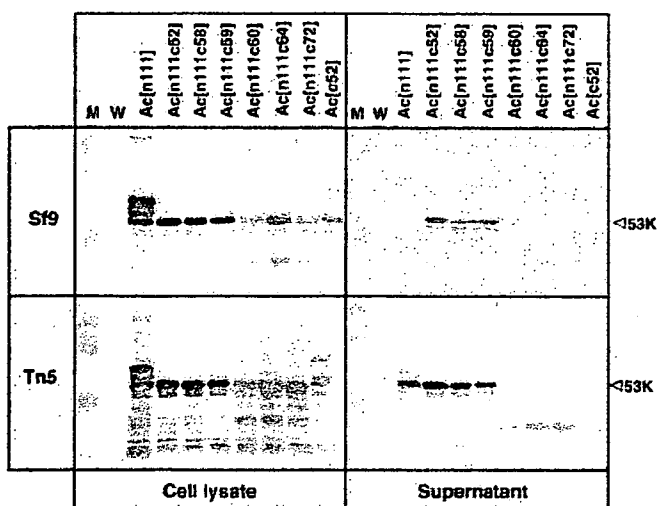 M W Ac[n111] Ac[n111c52] Ac[n111c58] Ac[n111c59] Ac[n111c60] Ac[n111c64] Ac[n111c72] Ac[c52]
M W Ac[n111] Ac[n111c52] Ac[n111c58] Ac[n111c59] Ac[n111c60] Ac[n111c64] Ac[n111c72] Ac[c52]
Sf9
53K
Tn5
53K
Cell lysate
Supernatant